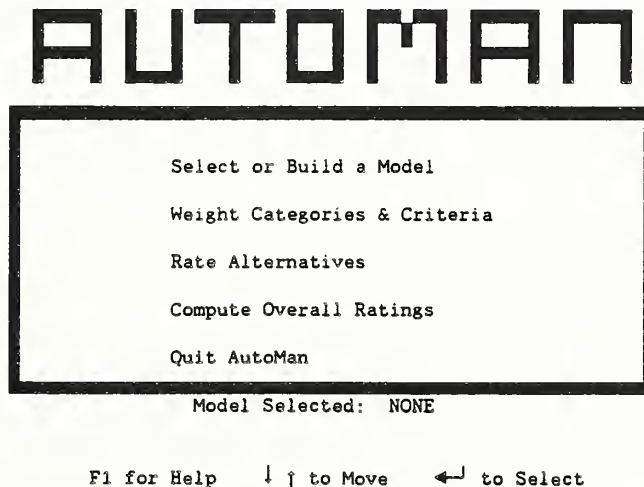 AUTOMAN
Select or Build a Model
Weight Categories & Criteria
Rate Alternatives
Compute Overall Ratings
Quit AutoMan
Model Selected: NONE
F1 for Help ↓ ↑ to Move ↵ to Select